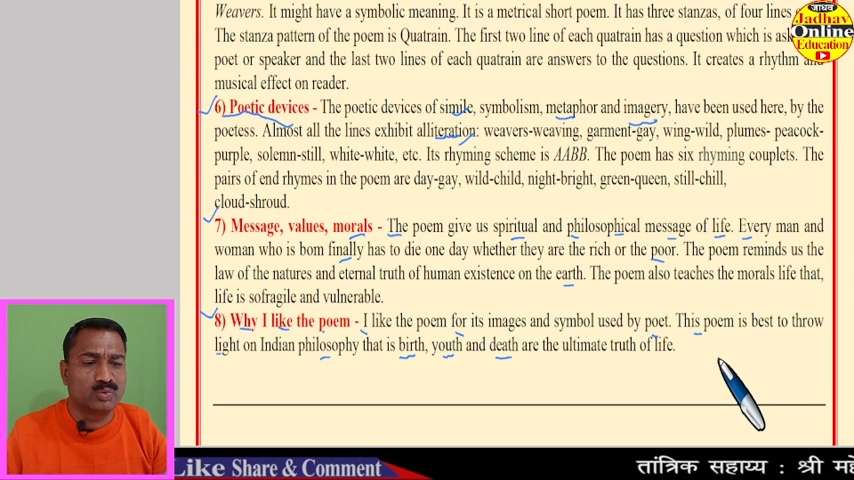 Weavers. It might have a symbolic meaning. It is a metrical short poem. It has three stanzas, of four lines
The stanza pattern of the poem is Quatrain. The first two line of each quatrain has a question which is ask
poet or speaker and the last two lines of each quatrain are answers to the questions. It creates a rhythm and
musical effect on reader.
6) Poetic devices - The poetic devices of simile, symbolism, metaphor and imagery, have been used here, by the
poetess. Almost all the lines exhibit alliteration: weavers-weaving, garment-gay, wing-wild, plumes- peacock-
purple, solemn-still, white-white, etc. Its rhyming scheme is AABB. The poem has six rhyming couplets. The
pairs of end rhymes in the poem are day-gay, wild-child, night-bright, green-queen, still-chill,
cloud-shroud.
7) Message, values, morals - The poem give us spiritual and philosophical message of life. Every man and
woman who is bom finally has to die one day whether they are the rich or the poor. The poem reminds us the
law of the natures and eternal truth of human existence on the earth. The poem also teaches the morals life that,
life is sofragile and vulnerable.
8) Why I like the poem - I like the poem for its images and symbol used by poet. This poem is best to throw
light on Indian philosophy that is birth, youth and death are the ultimate truth of life.
जाधव
Jadhav
Online
Education
Like Share & Comment
तांत्रिक सहाय्य : श्री